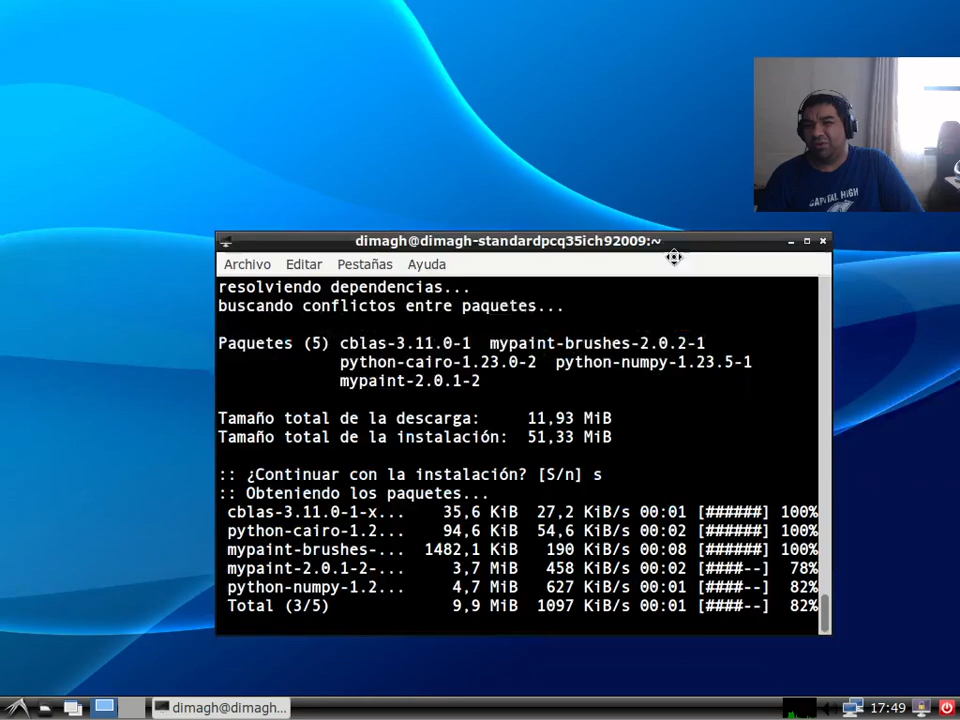 CAPITAL HIGH
dimagh@dimagh-standardpcq35ich92009:~
Archivo Editar Pestañas Ayuda
resolviendo dependencias...
buscando conflictos entre paquetes...
Paquetes (5) cblas-3.11.0-1 mypaint-brushes-2.0.2-1
python-cairo-1.23.0-2 python-numpy-1.23.5-1
mypaint-2.0.1-2
Tamaño total de la descarga: 11,93 MiB
Tamaño total de la instalación: 51,33 MiB
:: ¿Continuar con la instalación? [S/n] s
:: Obteniendo los paquetes...
cblas-3.11.0-1-x... 35,6 KiB 27,2 KiB/s 00:01 [######] 100%
python-cairo-1.2... 94,6 KiB 54,6 KiB/s 00:02 [######] 100%
mypaint-brushes-... 1482,1 KiB 190 KiB/s 00:08 [######] 100%
mypaint-2.0.1-2-... 3,7 MiB 458 KiB/s 00:02 [####--] 78%
python-numpy-1.2... 4,7 MiB 627 KiB/s 00:01 [####--] 82%
Total (3/5) 9,9 MiB 1097 KiB/s 00:01 [####--] 82%
dimagh@dimagh... 17:49